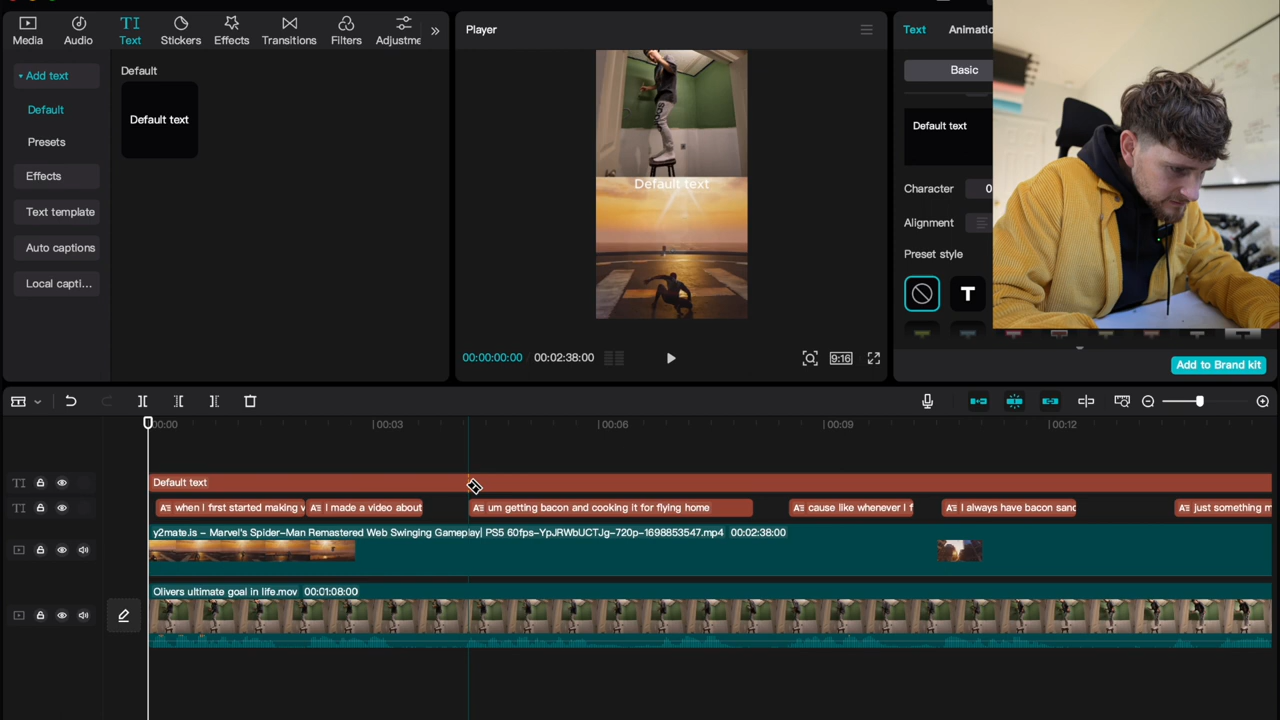 Media
Audio
Text
Stickers
Effects
Transitions
Filters
Adjustme
Add text
Default
Presets
Effects
Text template
Auto captions
Local capti...
Default
Default text
Player
Default text
00:00:00:00 / 00:02:38:00
9:16
Text
Animatio
Basic
Default text
Character
0
Alignment
Preset style
T
Add to Brand kit
00:00
00:03
00:06
00:09
00:12
Default text
when I first started making v
I made a video about
um getting bacon and cooking it for flying home
cause like whenever I f
I always have bacon sand
just something m
y2mate.is – Marvel's Spider-Man Remastered Web Swinging Gameplay| PS5 60fps-YpJRWbUCTJg-720p-1698853547.mp4 00:02:38:00
Olivers ultimate goal in life.mov 00:01:08:00